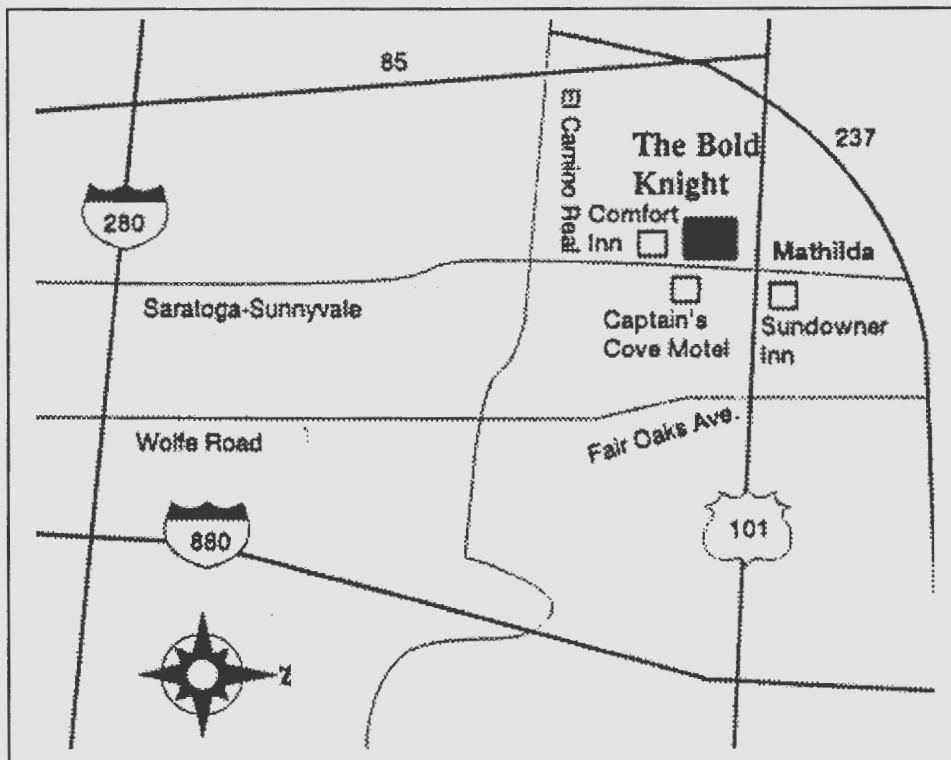 85
El Camino Real
237
The Bold
Knight
280
Comfort
Inn
Mathilda
Saratoga-Sunnyvale
Captain's
Cove Motel
Sundowner
Inn
Wolfe Road
Fair Oaks Ave.
880
101
N